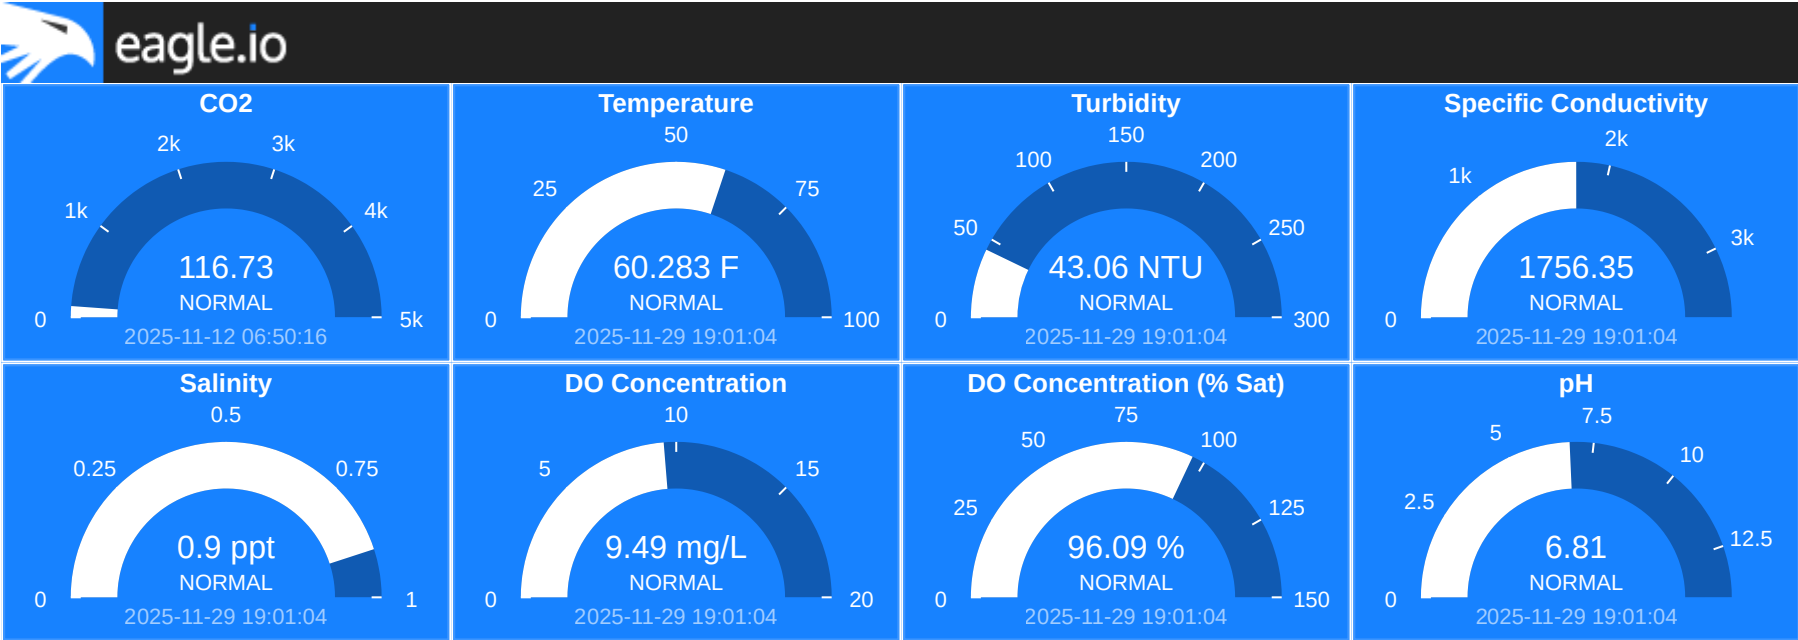 eagle.io
CO2
0
1k
2k
3k
4k
5k
116.73
NORMAL
2025-11-12 06:50:16
Temperature
0
25
50
75
100
60.283 F
NORMAL
2025-11-29 19:01:04
Turbidity
0
50
100
150
200
250
300
43.06 NTU
NORMAL
2025-11-29 19:01:04
Specific Conductivity
0
1k
2k
3k
1756.35
NORMAL
2025-11-29 19:01:04
Salinity
0
0.25
0.5
0.75
1
0.9 ppt
NORMAL
2025-11-29 19:01:04
DO Concentration
0
5
10
15
20
9.49 mg/L
NORMAL
2025-11-29 19:01:04
DO Concentration (% Sat)
0
25
50
75
100
125
150
96.09 %
NORMAL
2025-11-29 19:01:04
pH
0
2.5
5
7.5
10
12.5
6.81
NORMAL
2025-11-29 19:01:04